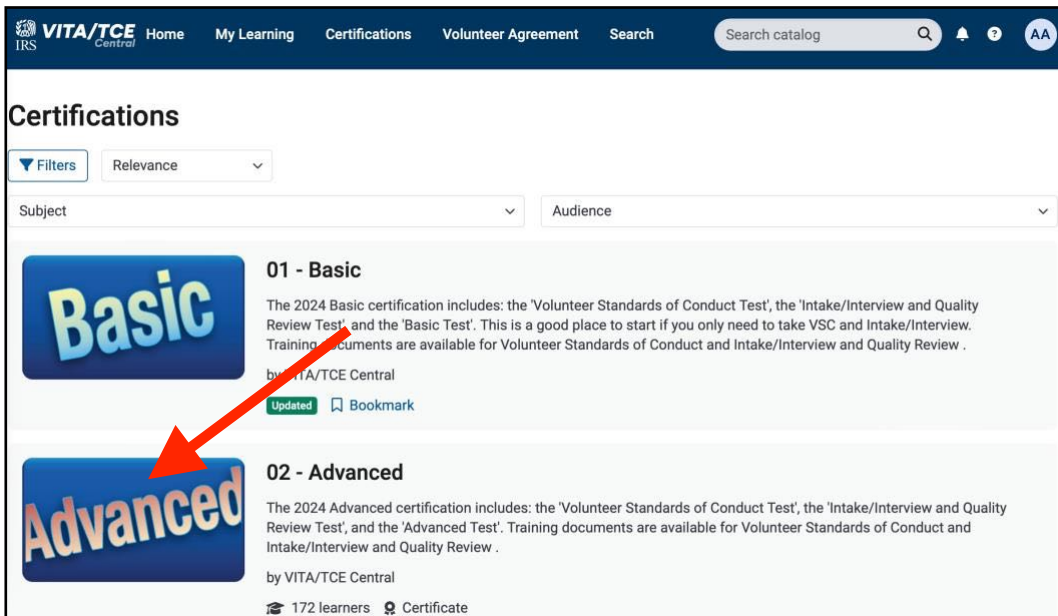 IRS VITA/TCE Central Home My Learning Certifications Volunteer Agreement Search Search catalog ? AA
Certifications
Filters Relevance
Subject Audience
Basic
01 - Basic
The 2024 Basic certification includes: the 'Volunteer Standards of Conduct Test', the 'Intake/Interview and Quality
Review Test', and the 'Basic Test'. This is a good place to start if you only need to take VSC and Intake/Interview.
Training documents are available for Volunteer Standards of Conduct and Intake/Interview and Quality Review .
by VITA/TCE Central
Updated Bookmark
Advanced
02 - Advanced
The 2024 Advanced certification includes: the 'Volunteer Standards of Conduct Test', the 'Intake/Interview and Quality
Review Test', and the 'Advanced Test'. Training documents are available for Volunteer Standards of Conduct and
Intake/Interview and Quality Review .
by VITA/TCE Central
172 learners Certificate